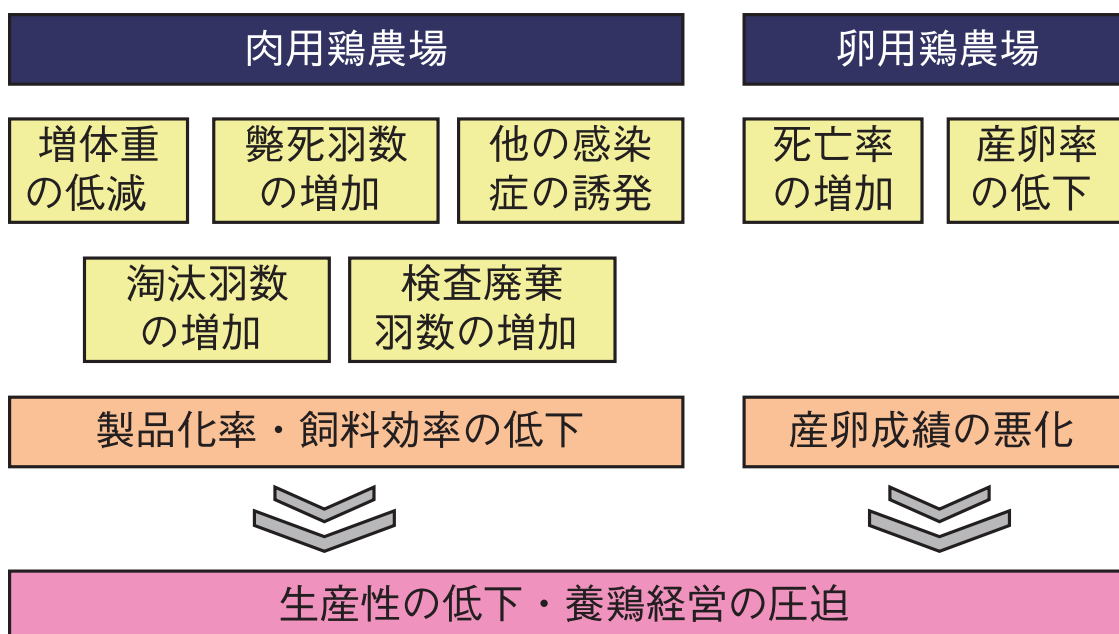 肉用鶏農場
増体重
の低減
斃死羽数
の増加
他の感染
症の誘発
淘汰羽数
の増加
検査廃棄
羽数の増加
製品化率・飼料効率の低下
卵用鶏農場
死亡率
の増加
産卵率
の低下
産卵成績の悪化
生産性の低下・養鶏経営の圧迫